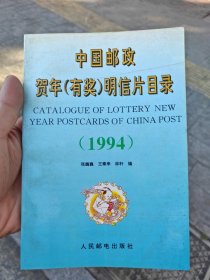 中国邮政
贺年(有奖)明信片目录
CATALOGUE OF LOTTERY NEW
YEAR POSTCARDS OF CHINA POST
(1994)
编
人民邮电出版社